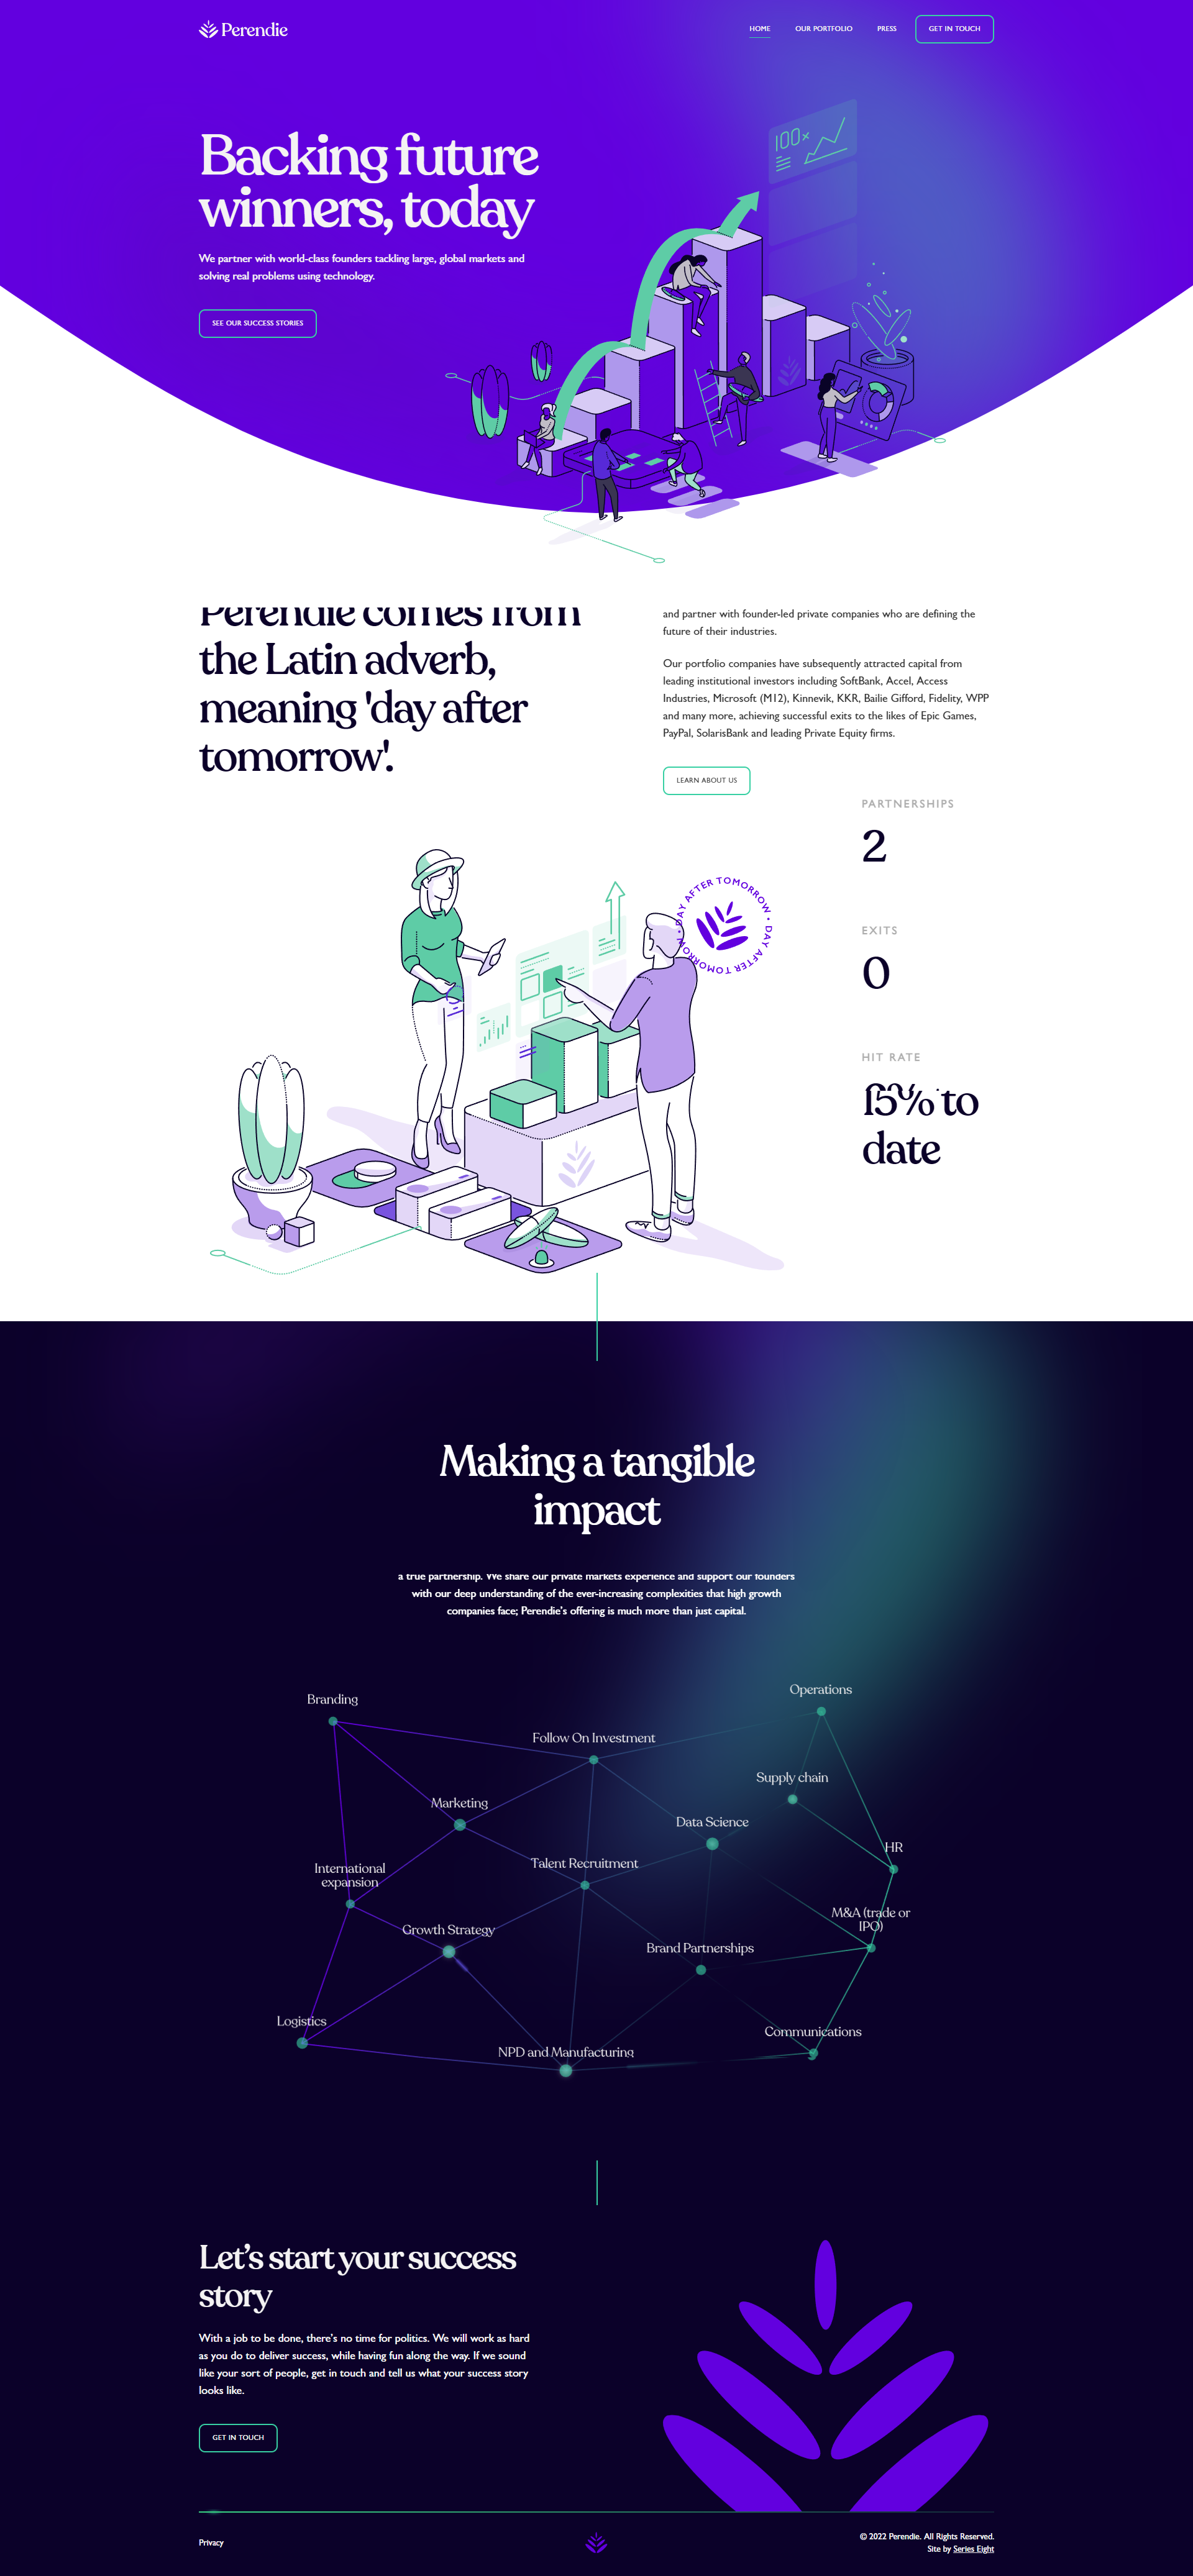 Perendie
HOME
OUR PORTFOLIO
PRESS
GET IN TOUCH
100x
Backing future
winners, today
We partner with world-class founders tackling large, global markets and
solving real problems using technology.
SEE OUR SUCCESS STORIES
Perendie comes from
the Latin adverb,
meaning 'day after
tomorrow'.
and partner with founder-led private companies who are defining the
future of their industries.
Our portfolio companies have subsequently attracted capital from
leading institutional investors including SoftBank, Accel, Access
Industries, Microsoft (M12), Kinnevik, KKR, Bailie Gifford, Fidelity, WPP
and many more, achieving successful exits to the likes of Epic Games,
PayPal, SolarisBank and leading Private Equity firms.
LEARN ABOUT US
PARTNERSHIPS
2
EXITS
0
HIT RATE
to
date
DAY AFTER TOMORROW • DAY AFTER TOMORROW •
Making a tangible
impact
a true partnership. We share our private markets experience and support our founders
with our deep understanding of the ever-increasing complexities that high growth
companies face; Perendie's offering is much more than just capital.
Operations
Branding
Follow On Investment
Supply chain
Marketing
Data Science
HR
Talent Recruitment
International
expansion
M&A (trade or
IPO)
Growth Strategy
Brand Partnerships
Logistics
Communications
NPD and Manufacturing
Let's start your success
story
With a job to be done, there's no time for politics. We will work as hard
as you do to deliver success, while having fun along the way. If we sound
like your sort of people, get in touch and tell us what your success story
looks like.
GET IN TOUCH
Privacy
© 2022 Perendie. All Rights Reserved.
Site by Series Eight